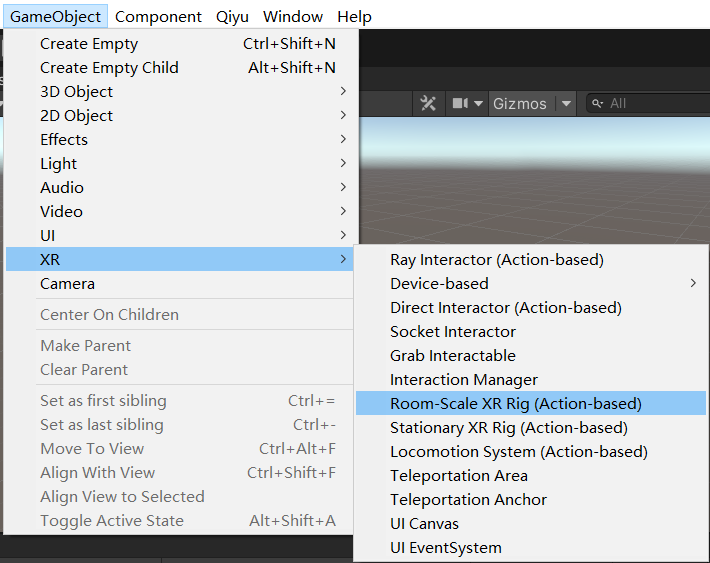 GameObject Component Qiyu Window Help
Create Empty Ctrl+Shift+N
Create Empty Child Alt+Shift+N
3D Object
2D Object
Effects
Light
Audio
Video
UI
XR
Camera
Center On Children
Make Parent
Clear Parent
Set as first sibling Ctrl+=
Set as last sibling Ctrl+-
Move To View Ctrl+Alt+F
Align With View Ctrl+Shift+F
Align View to Selected
Toggle Active State Alt+Shift+A
Gizmos All
Ray Interactor (Action-based)
Device-based
Direct Interactor (Action-based)
Socket Interactor
Grab Interactable
Interaction Manager
Room-Scale XR Rig (Action-based)
Stationary XR Rig (Action-based)
Locomotion System (Action-based)
Teleportation Area
Teleportation Anchor
UI Canvas
UI EventSystem